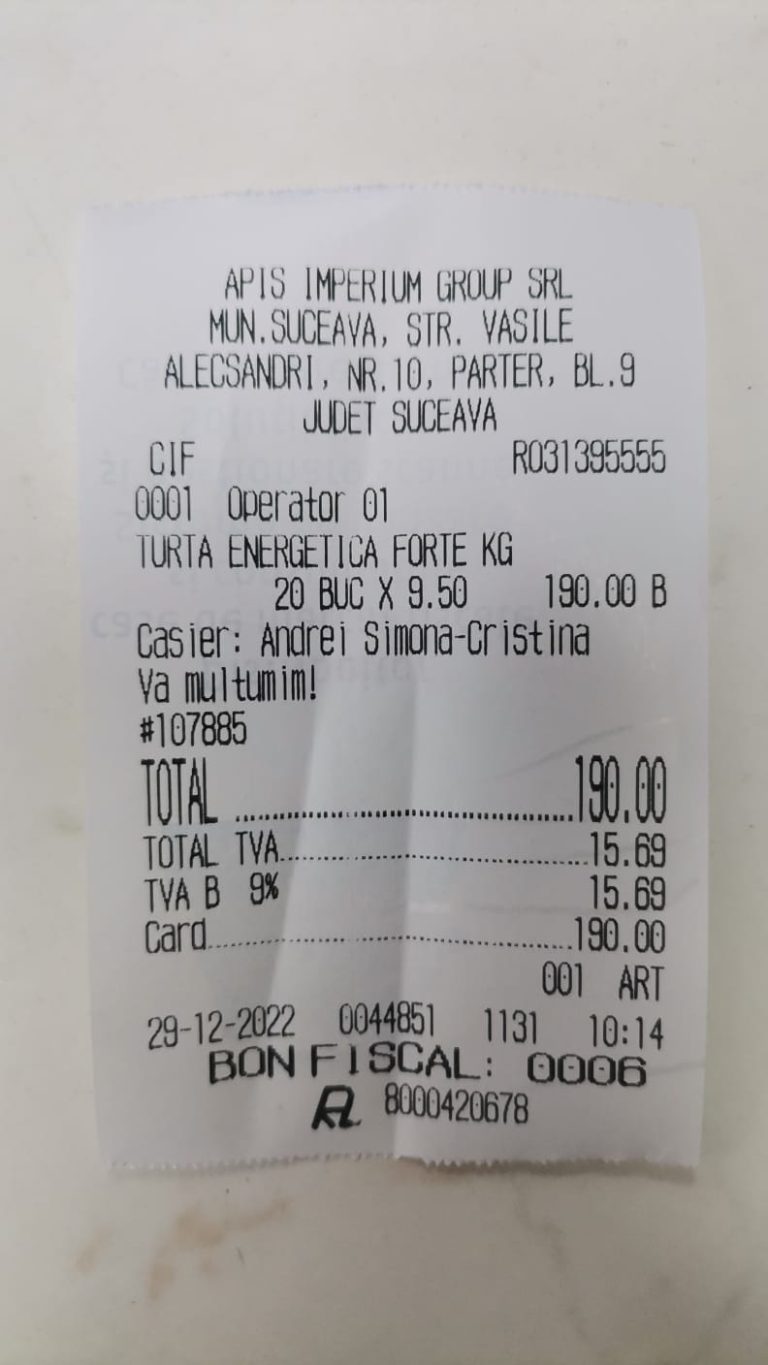 APIS IMPERIUM GROUP SRL
MUN.SUCEAVA, STR. VASILE
ALECSANDRI, NR.10, PARTER, BL.9
JUDET SUCEAVA
CIF RO31395555
0001 Operator 01
TURTA ENERGETICA FORTE KG
20 BUC X 9.50 190.00 B
Casier: Andrei Simona-Cristina
Va multumim!
#107885
TOTAL ........................................190.00
TOTAL TVA........................................15.69
TVA B 9% 15.69
Card........................................190.00
001 ART
29-12-2022 0044851 1131 10:14
BON FISCAL: 0006
8000420678